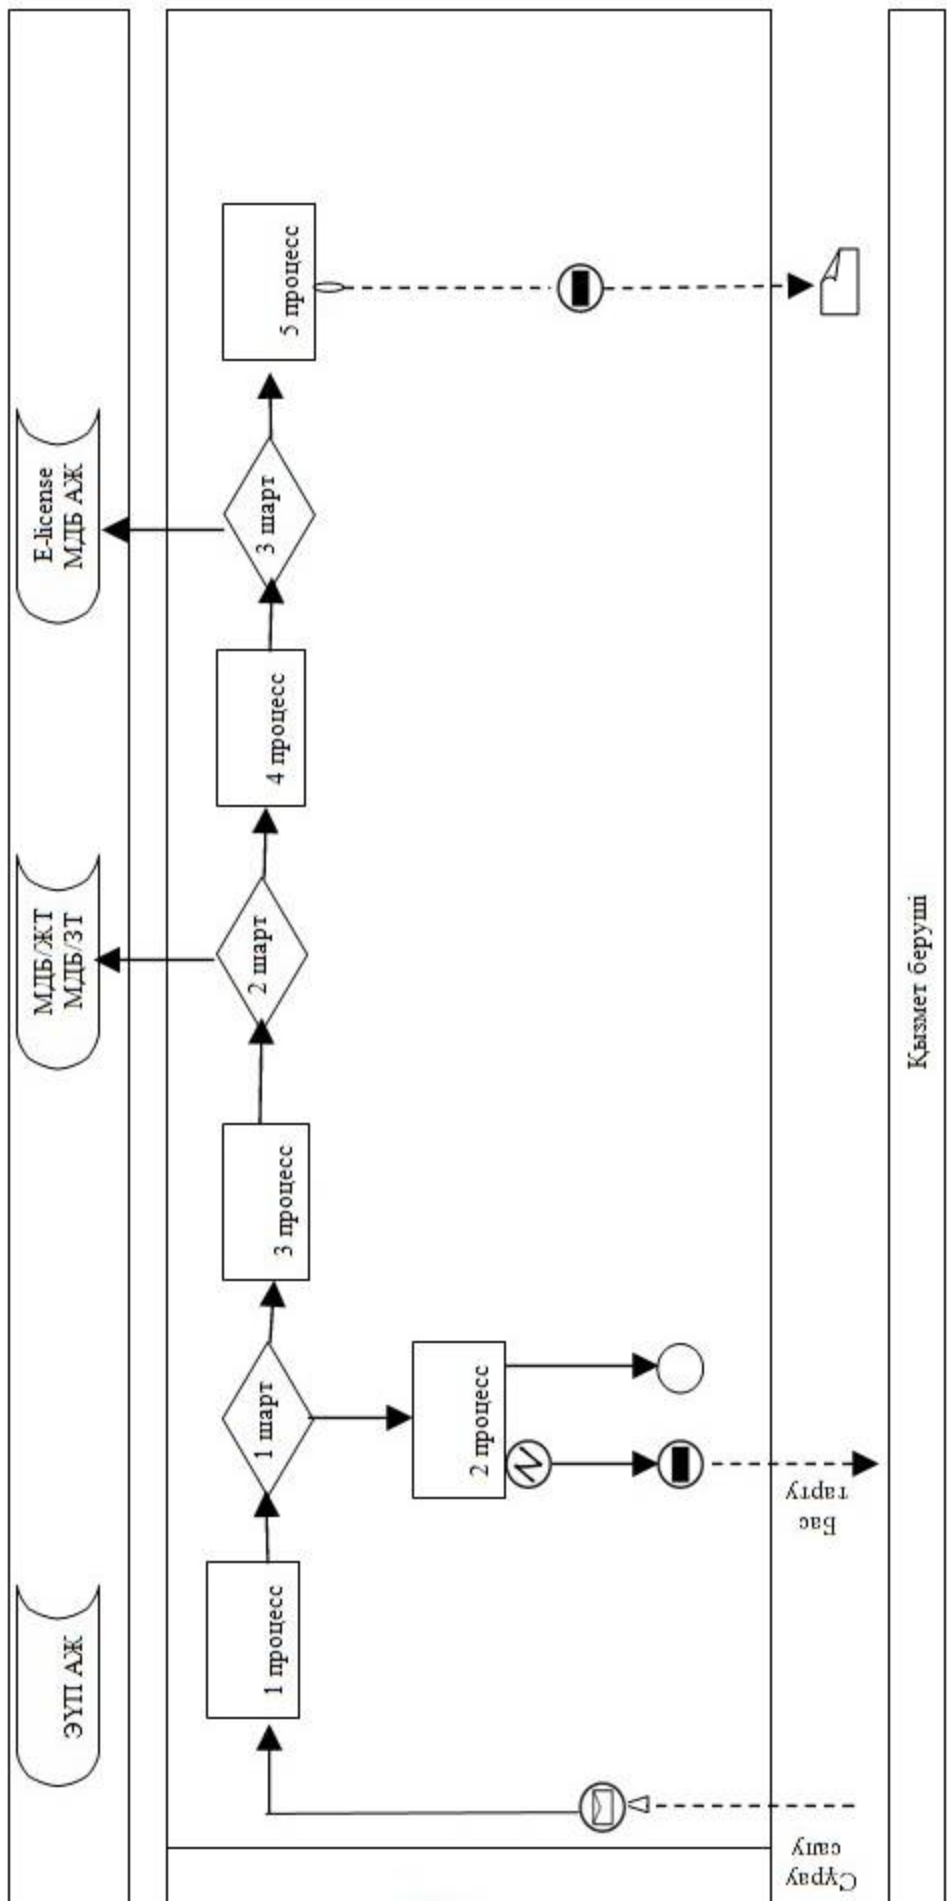 ЭҮП АЖ
МДБ/ЖТ
МДБ/ЗТ
E-license
МДБ АЖ
1 процесс
1 шарт
3 процесс
2 шарт
4 процесс
3 шарт
5 процесс
2 процесс
Сұрау
салу
Бас
тарту
Қызмет беруші